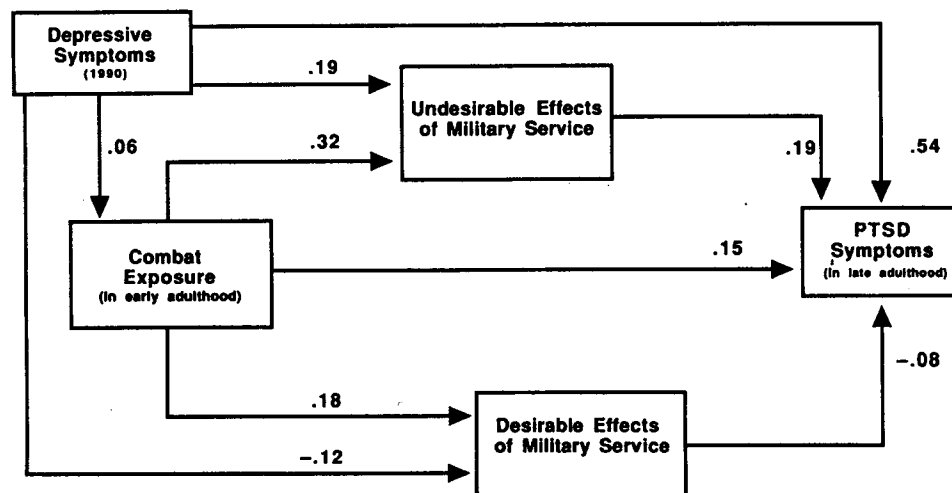 Depressive
Symptoms
(1990)
.19
Undesirable Effects
of Military Service
.06
.32
.19
.54
Combat
Exposure
(in early adulthood)
.15
PTSD
Symptoms
(in late adulthood)
.18
-.12
Desirable Effects
of Military Service
-.08